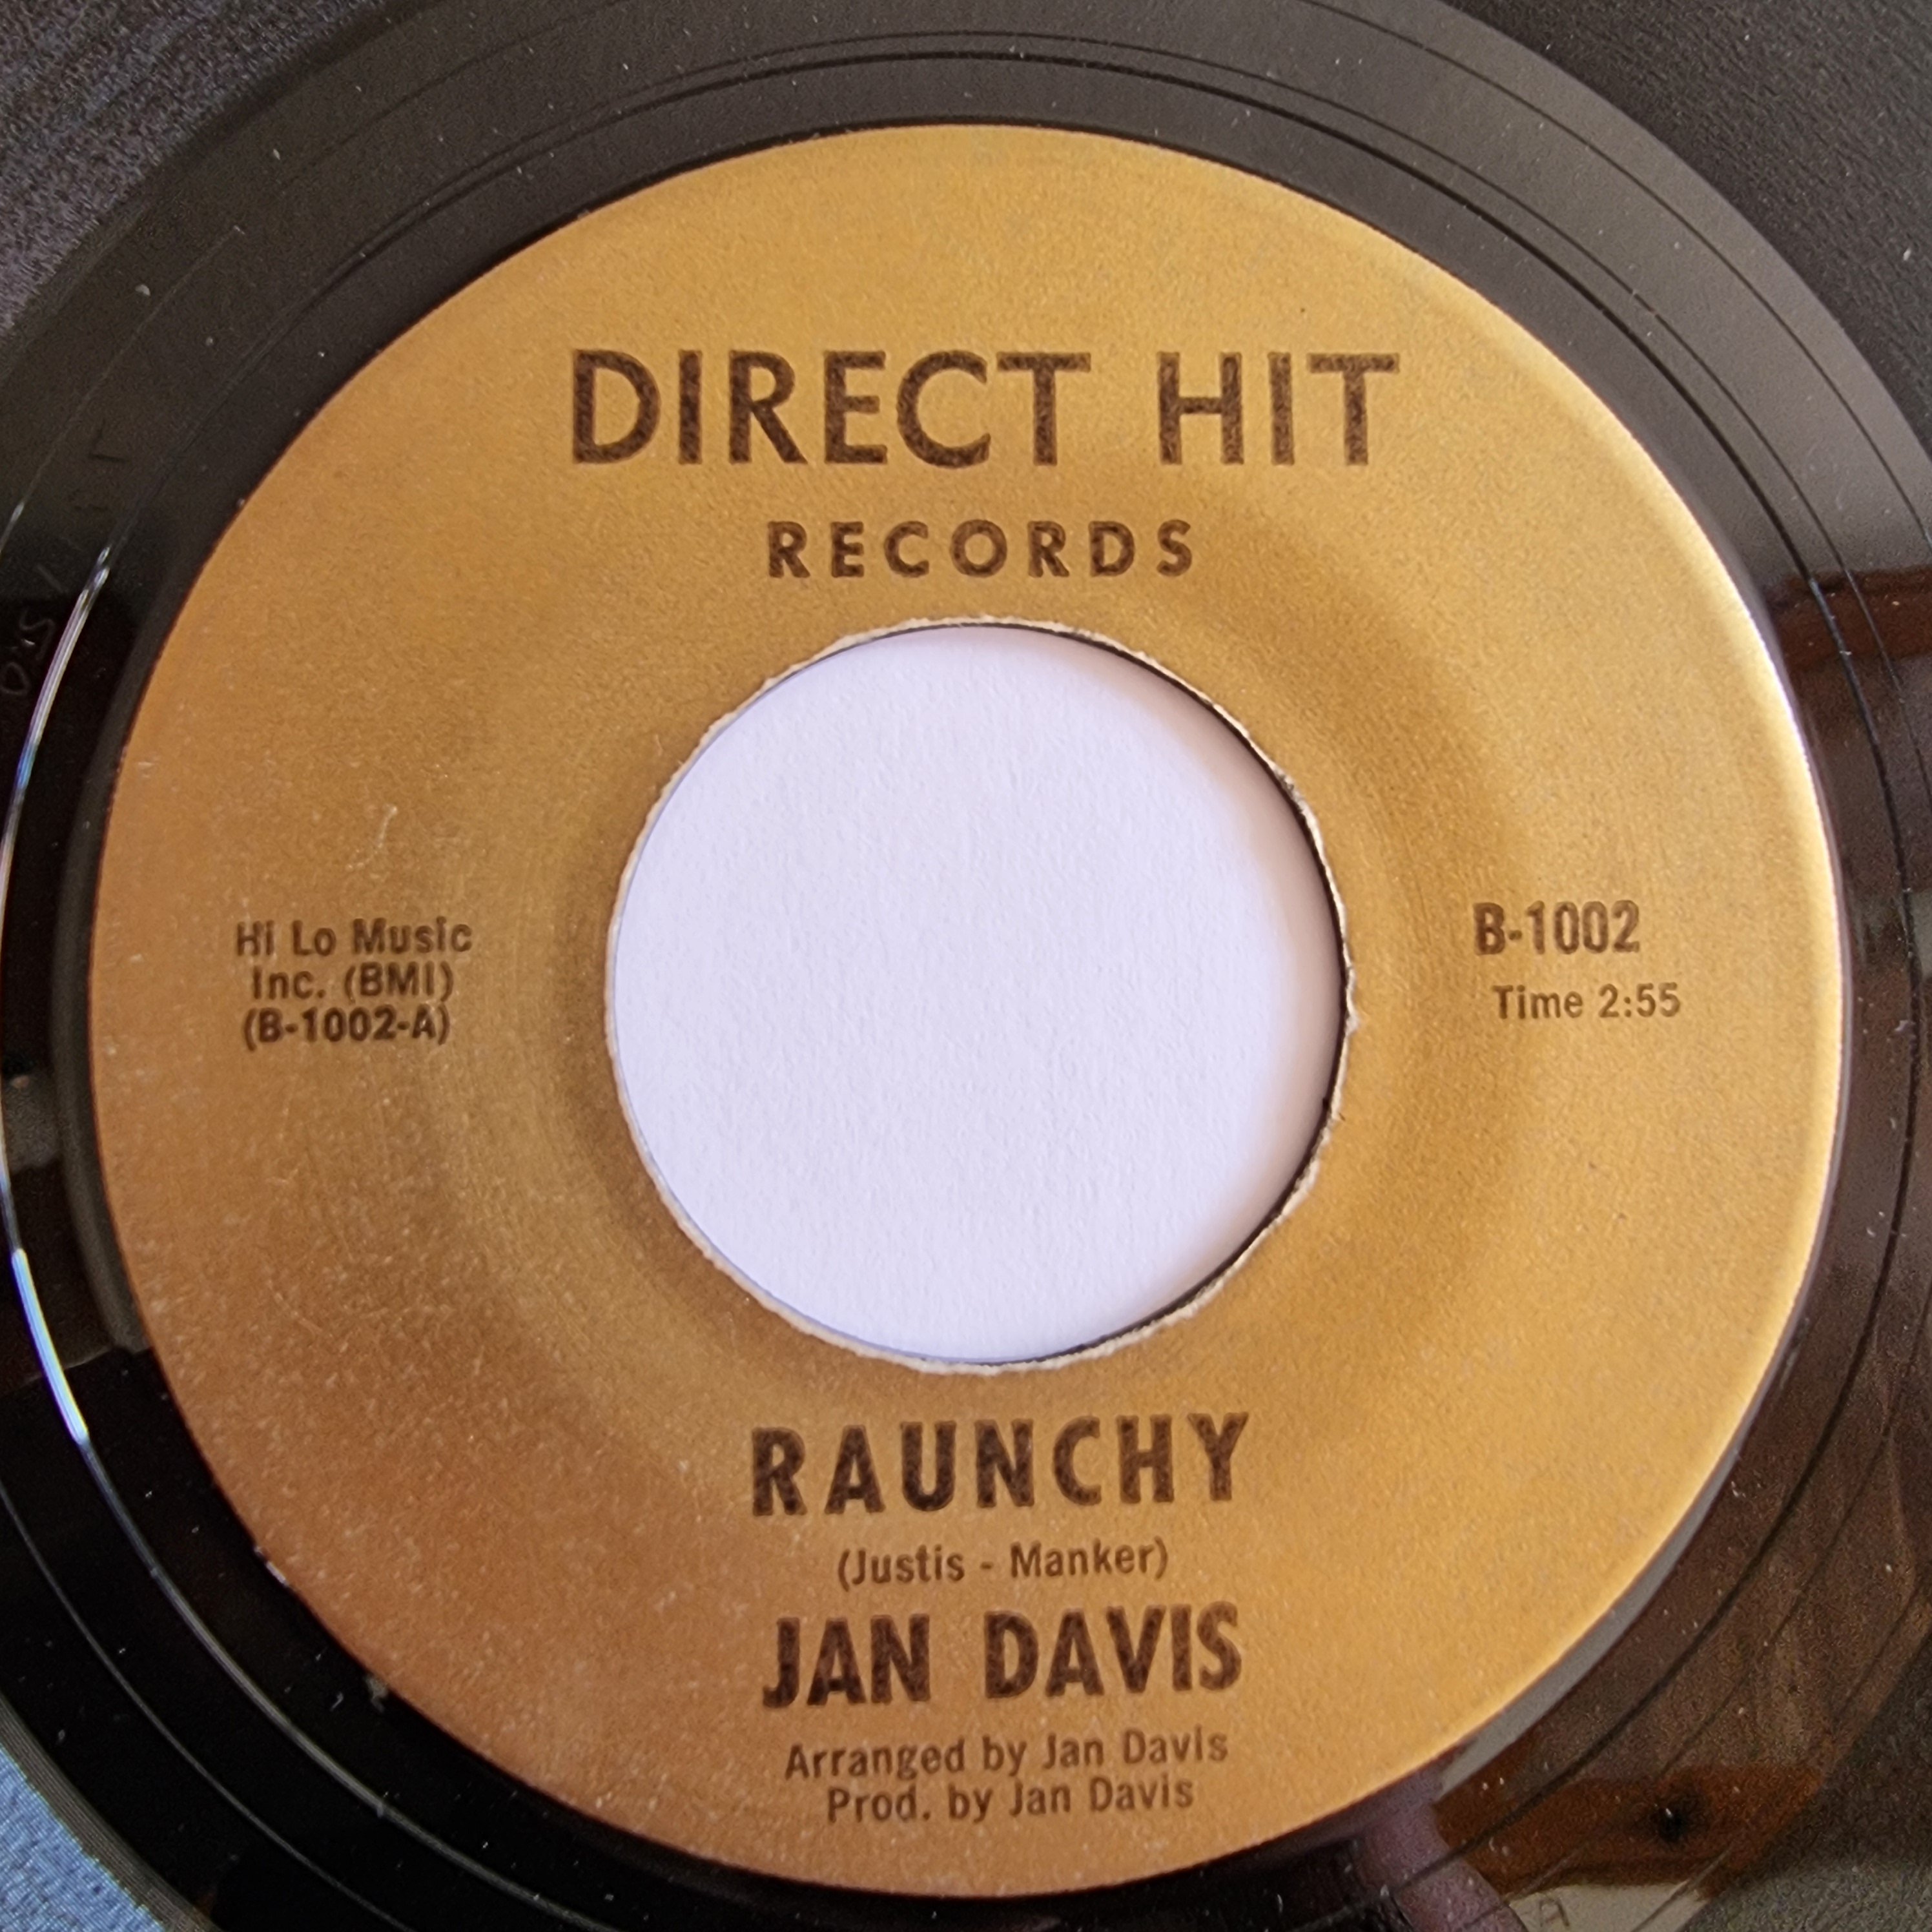 DIRECT HIT
RECORDS
Hi Lo Music
Inc. (BMI)
(B-1002-A)
B-1002
Time 2:55
RAUNCHY
(Justis - Manker)
JAN DAVIS
Arranged by Jan Davis
Prod. by Jan Davis